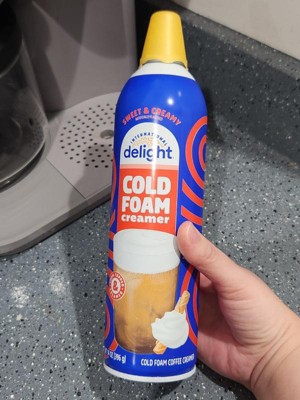 SWEET & CREAMY
INTERNATIONAL
delight
COLD
FOAM
creamer
&
COLD FOAM COFFEE CREAMER